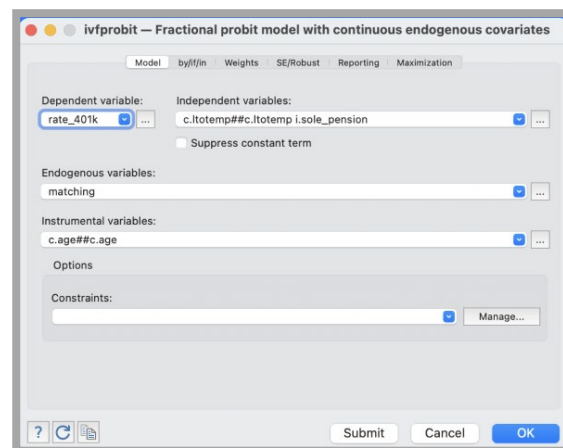 ivfprobit — Fractional probit model with continuous endogenous covariates
Model by/if/in Weights SE/Robust Reporting Maximization
Dependent variable: Independent variables:
rate_401k ... c.ltotemp##c.ltotemp i.sole_pension ...
Suppress constant term
Endogenous variables:
matching ...
Instrumental variables:
c.age##c.age ...
Options
Constraints:
Manage...
? Submit Cancel OK